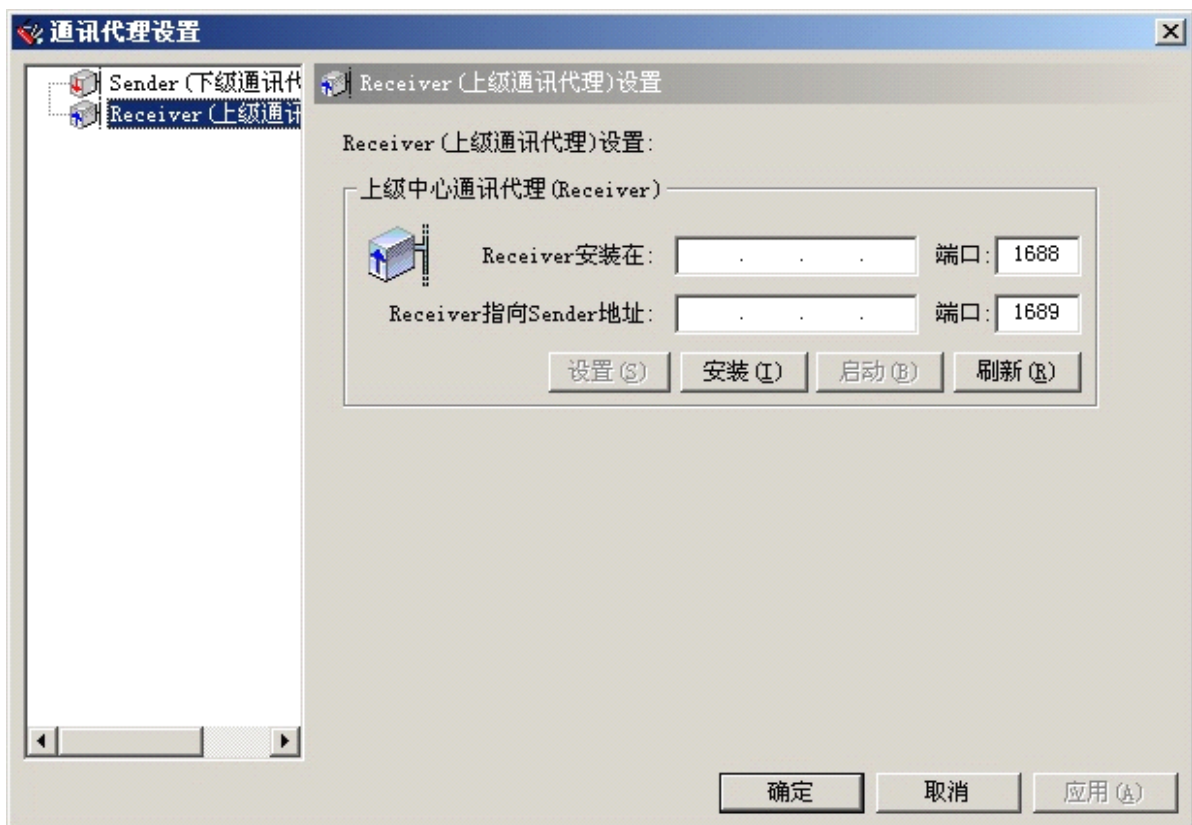 通讯代理设置
Sender(下级通讯代
Receiver(上级通讯
Receiver(上级通讯代理)设置
Receiver(上级通讯代理)设置:
上级中心通讯代理(Receiver)
Receiver安装在: . . . 端口: 1688
Receiver指向Sender地址: . . . 端口: 1689
设置(S) 安装(I) 启动(B) 刷新(R)
确定 取消 应用(A)